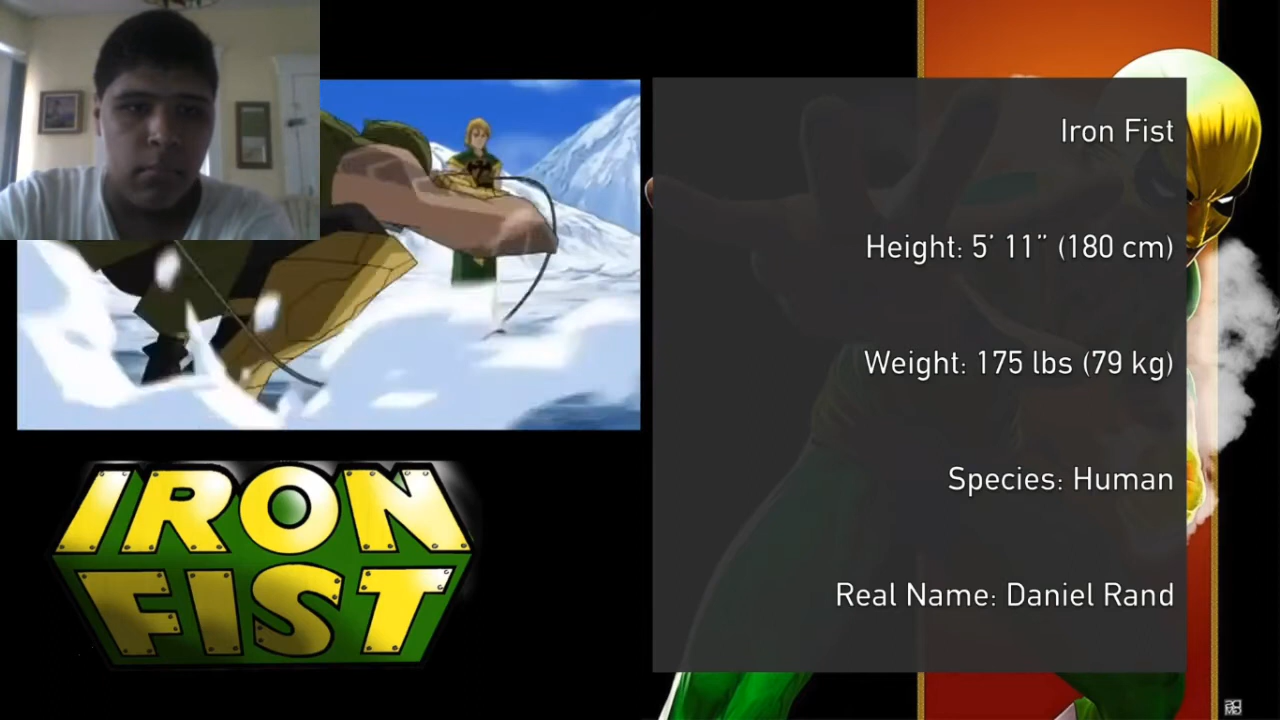 Iron Fist
Height: 5' 11" (180 cm)
Weight: 175 lbs (79 kg)
Species: Human
Real Name: Daniel Rand
IRON
FIST